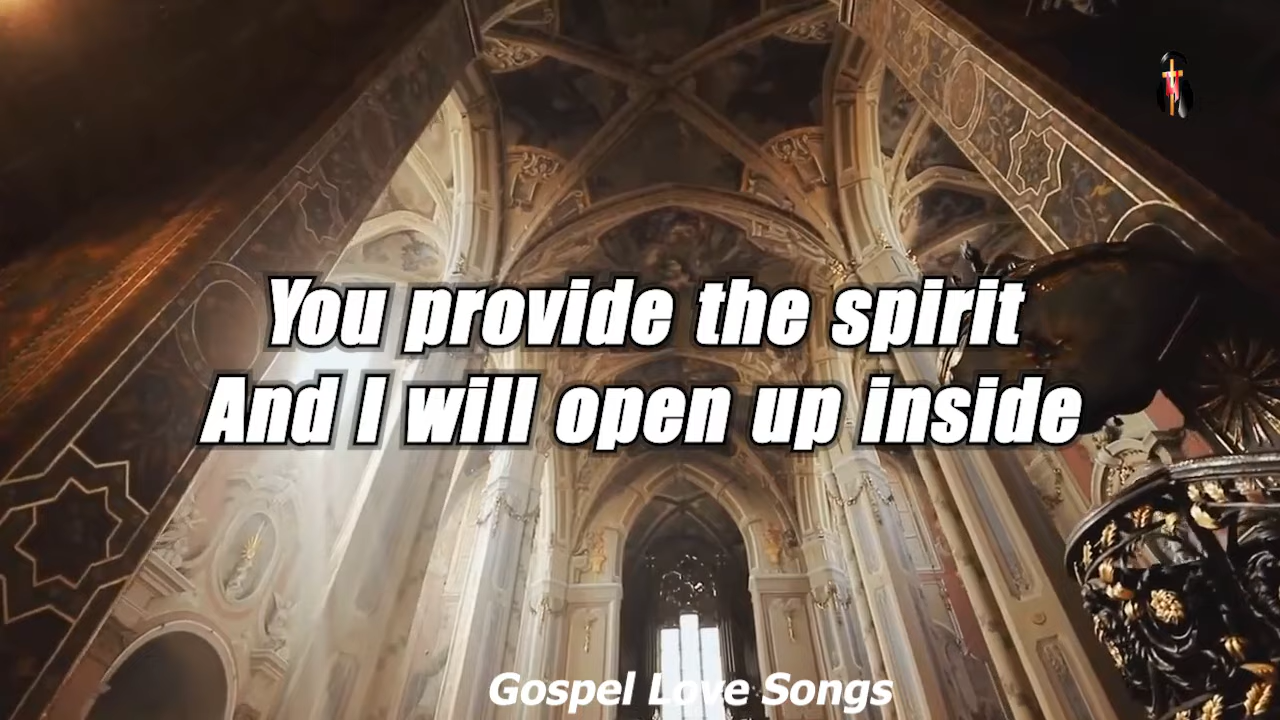 You provide the spirit
And I will open up inside
Gospel Love Songs